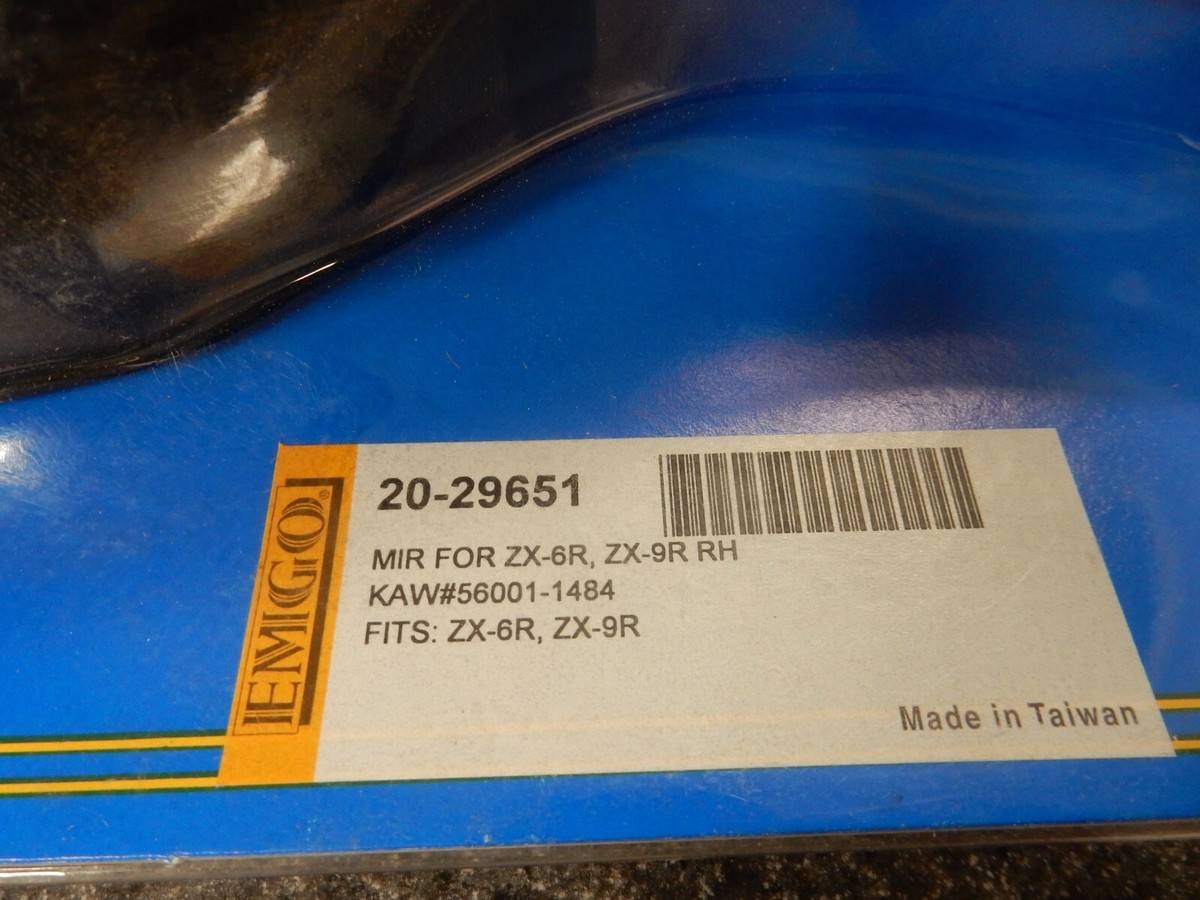 EMGO®
20-29651
MIR FOR ZX-6R, ZX-9R RH
KAW#56001-1484
FITS: ZX-6R, ZX-9R
Made in Taiwan